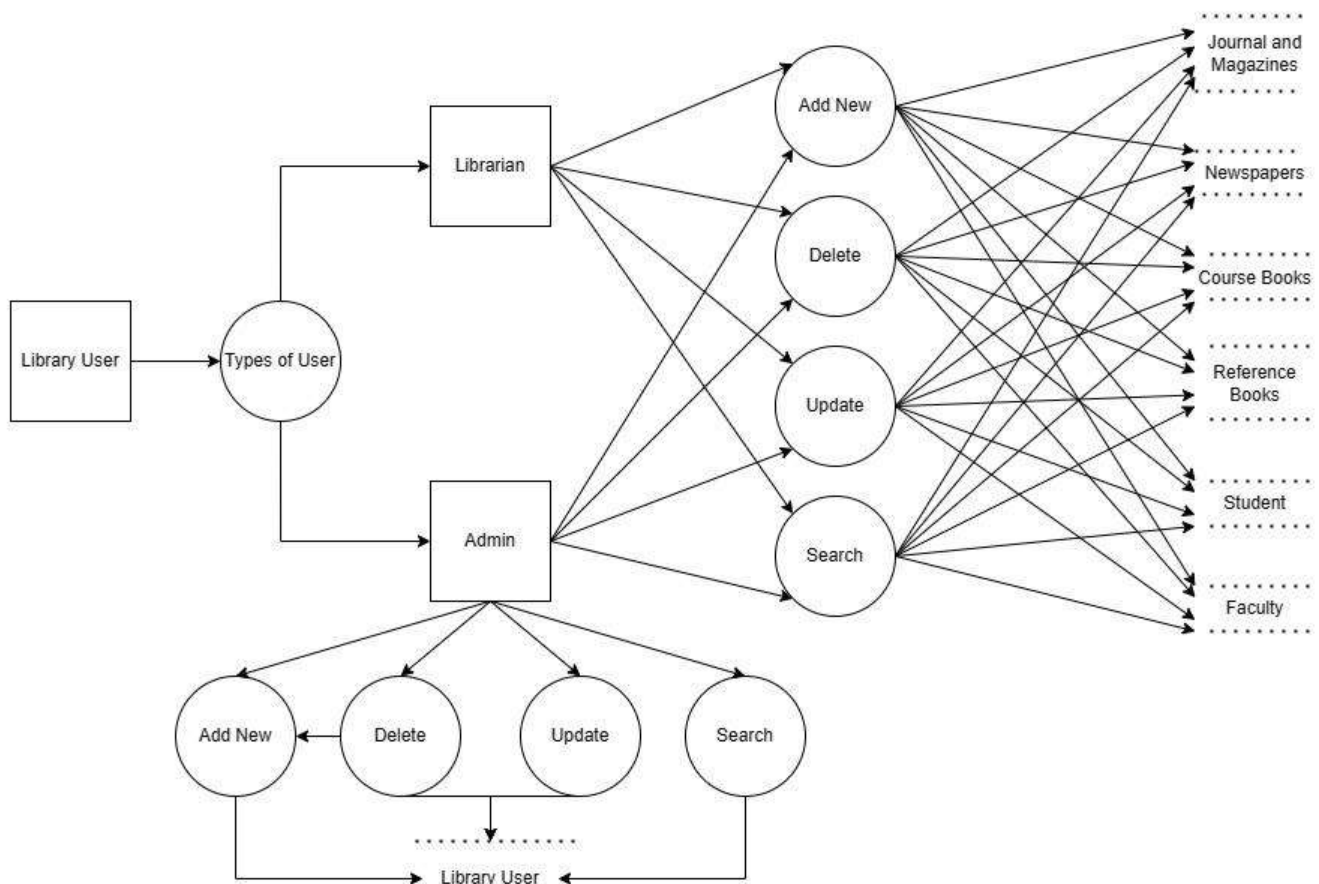 Journal and
Magazines
Add New
Librarian
Newspapers
Delete
Course Books
Library User
Types of User
Reference
Books
Update
Student
Admin
Search
Faculty
Add New
Delete
Update
Search
Library User